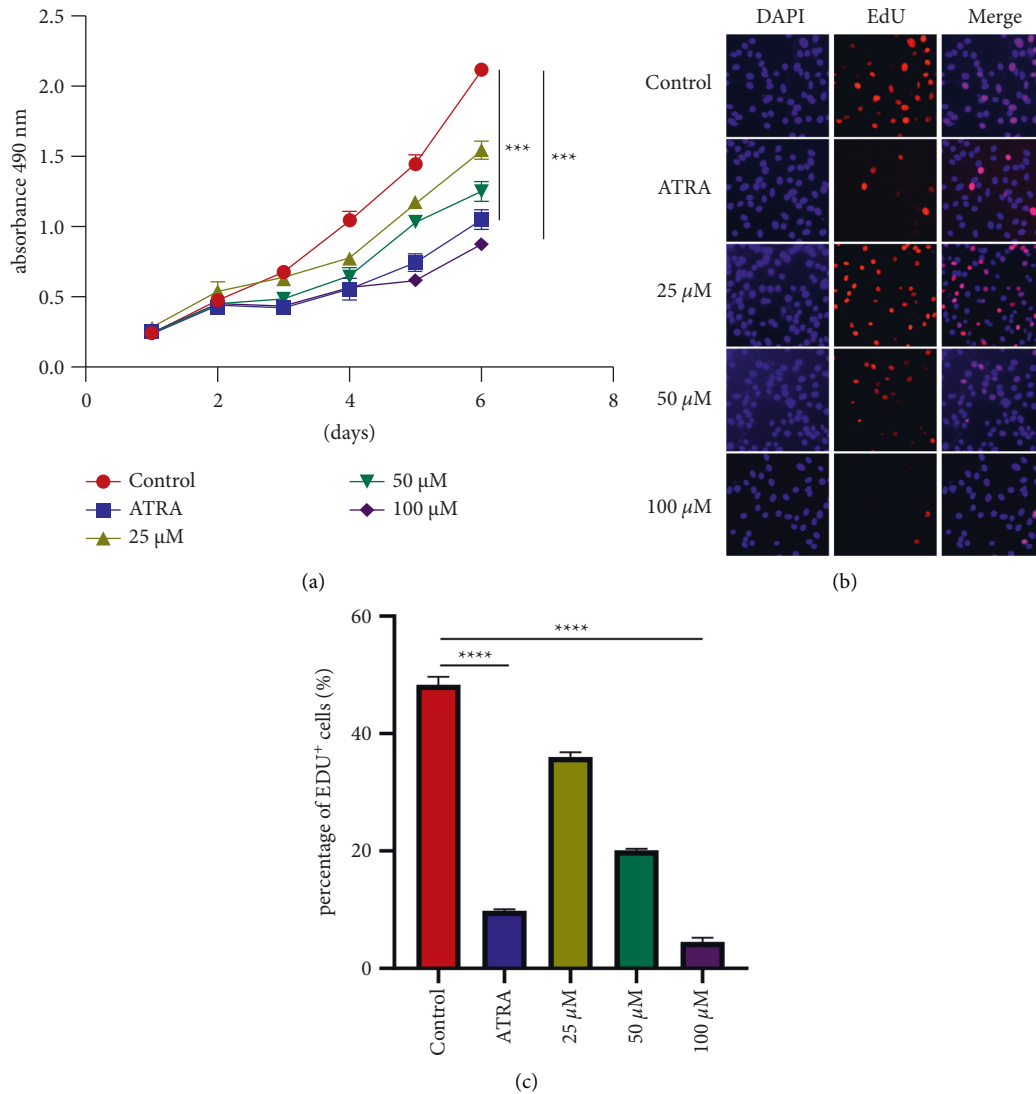 2.5
2.0
1.5
1.0
0.5
0.0
absorbance 490 nm
0
2
4
6
8
(days)
***
***
Control
ATRA
25 μM
50 μM
100 μM
(a)
DAPI
EdU
Merge
Control
ATRA
25 μM
50 μM
100 μM
(b)
60
40
20
0
percentage of EDU⁺ cells (%)
****
****
Control
ATRA
25 μM
50 μM
100 μM
(c)